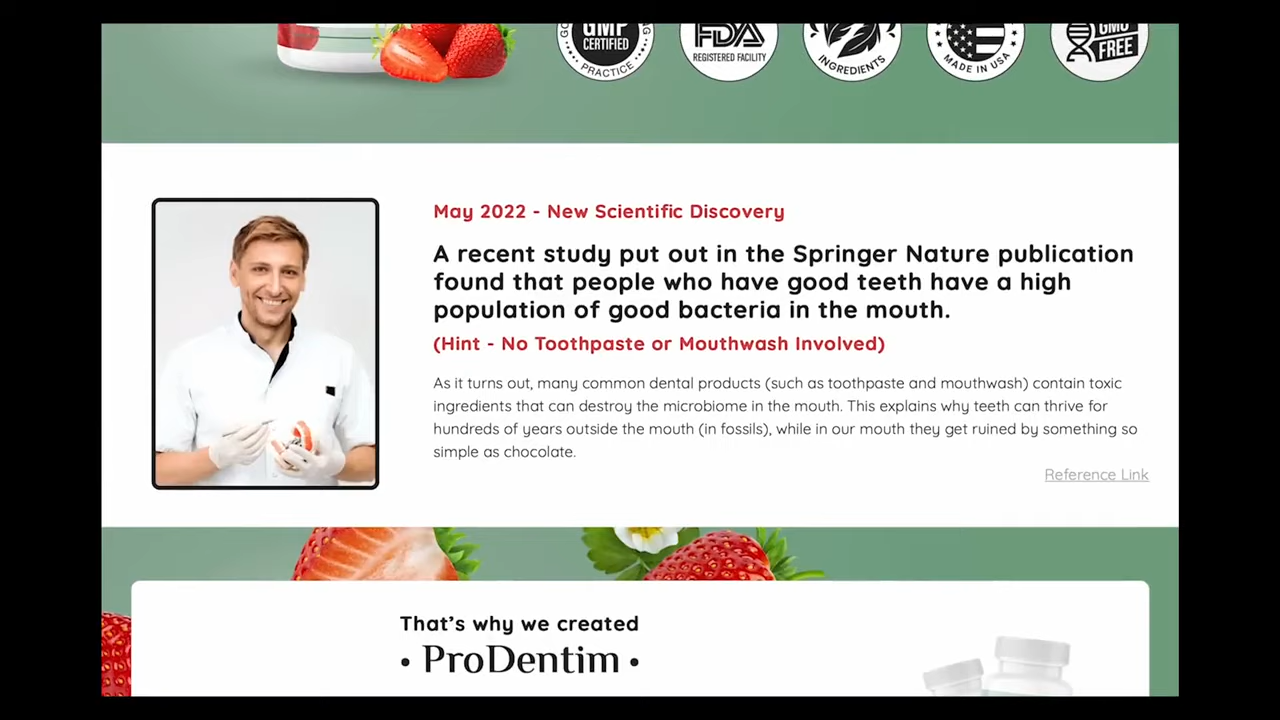 GMP
CERTIFIED
PRACTICE
FDA
REGISTERED FACILITY
INGREDIENTS
MADE IN USA
GMO
FREE
May 2022 - New Scientific Discovery
A recent study put out in the Springer Nature publication
found that people who have good teeth have a high
population of good bacteria in the mouth.
(Hint - No Toothpaste or Mouthwash Involved)
As it turns out, many common dental products (such as toothpaste and mouthwash) contain toxic
ingredients that can destroy the microbiome in the mouth. This explains why teeth can thrive for
hundreds of years outside the mouth (in fossils), while in our mouth they get ruined by something so
simple as chocolate.
Reference Link
That's why we created
• ProDentim •